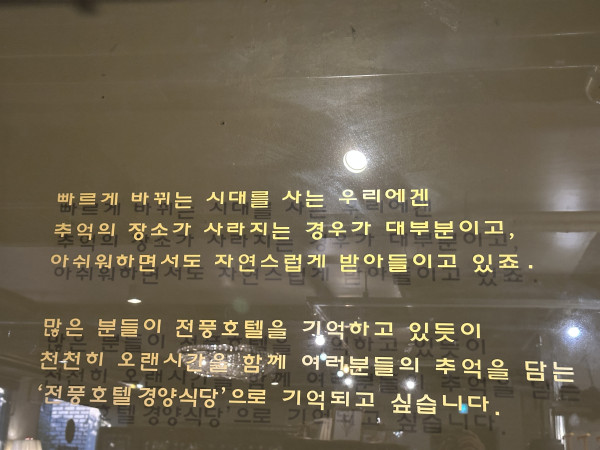 빠르게 바뀌는 시대를 사는 우리에겐
추억의 장소가 사라지는 경우가 대부분이고,
아쉬워하면서도 자연스럽게 받아들이고 있죠.
많은 분들이 전풍호텔을 기억하고 있듯이
천천히 오랜시간을 함께 여러분들의 추억을 담는
‘전풍호텔 경양식당’으로 기억되고 싶습니다.